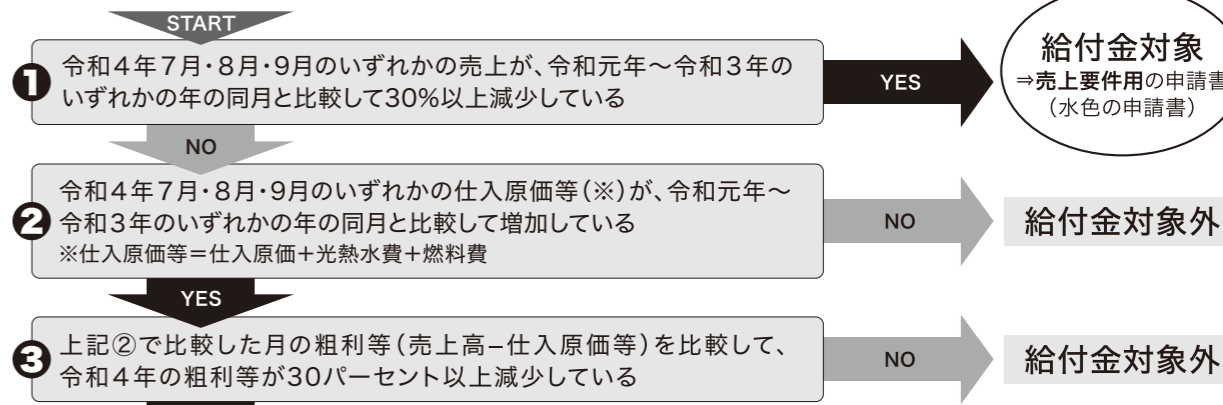 START
❶ 令和4年7月・8月・9月のいずれかの売上が、令和元年～令和3年の
いずれかの年の同月と比較して30%以上減少している
YES
給付金対象
⇒売上要件用の申請書
（水色の申請書）
NO
❷ 令和4年7月・8月・9月のいずれかの仕入原価等（※）が、令和元年～
令和3年のいずれかの年の同月と比較して増加している
※仕入原価等＝仕入原価＋光熱水費＋燃料費
NO
給付金対象外
YES
❸ 上記②で比較した月の粗利等（売上高−仕入原価等）を比較して、
令和4年の粗利等が30パーセント以上減少している
NO
給付金対象外